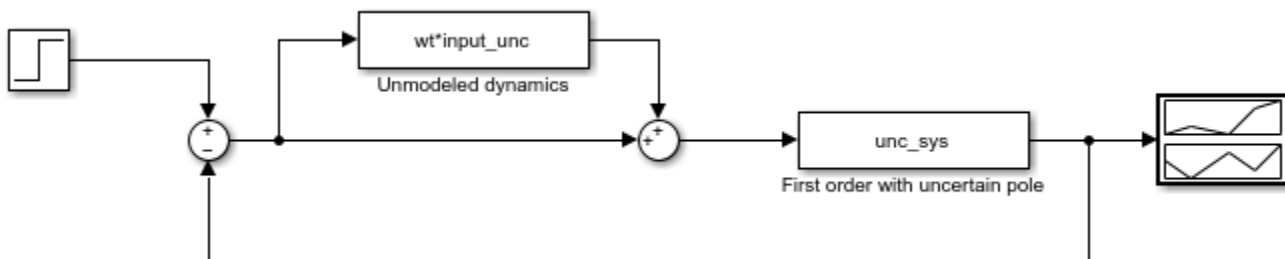 wt*input_unc
Unmodeled dynamics
+
−
+
+
unc_sys
First order with uncertain pole